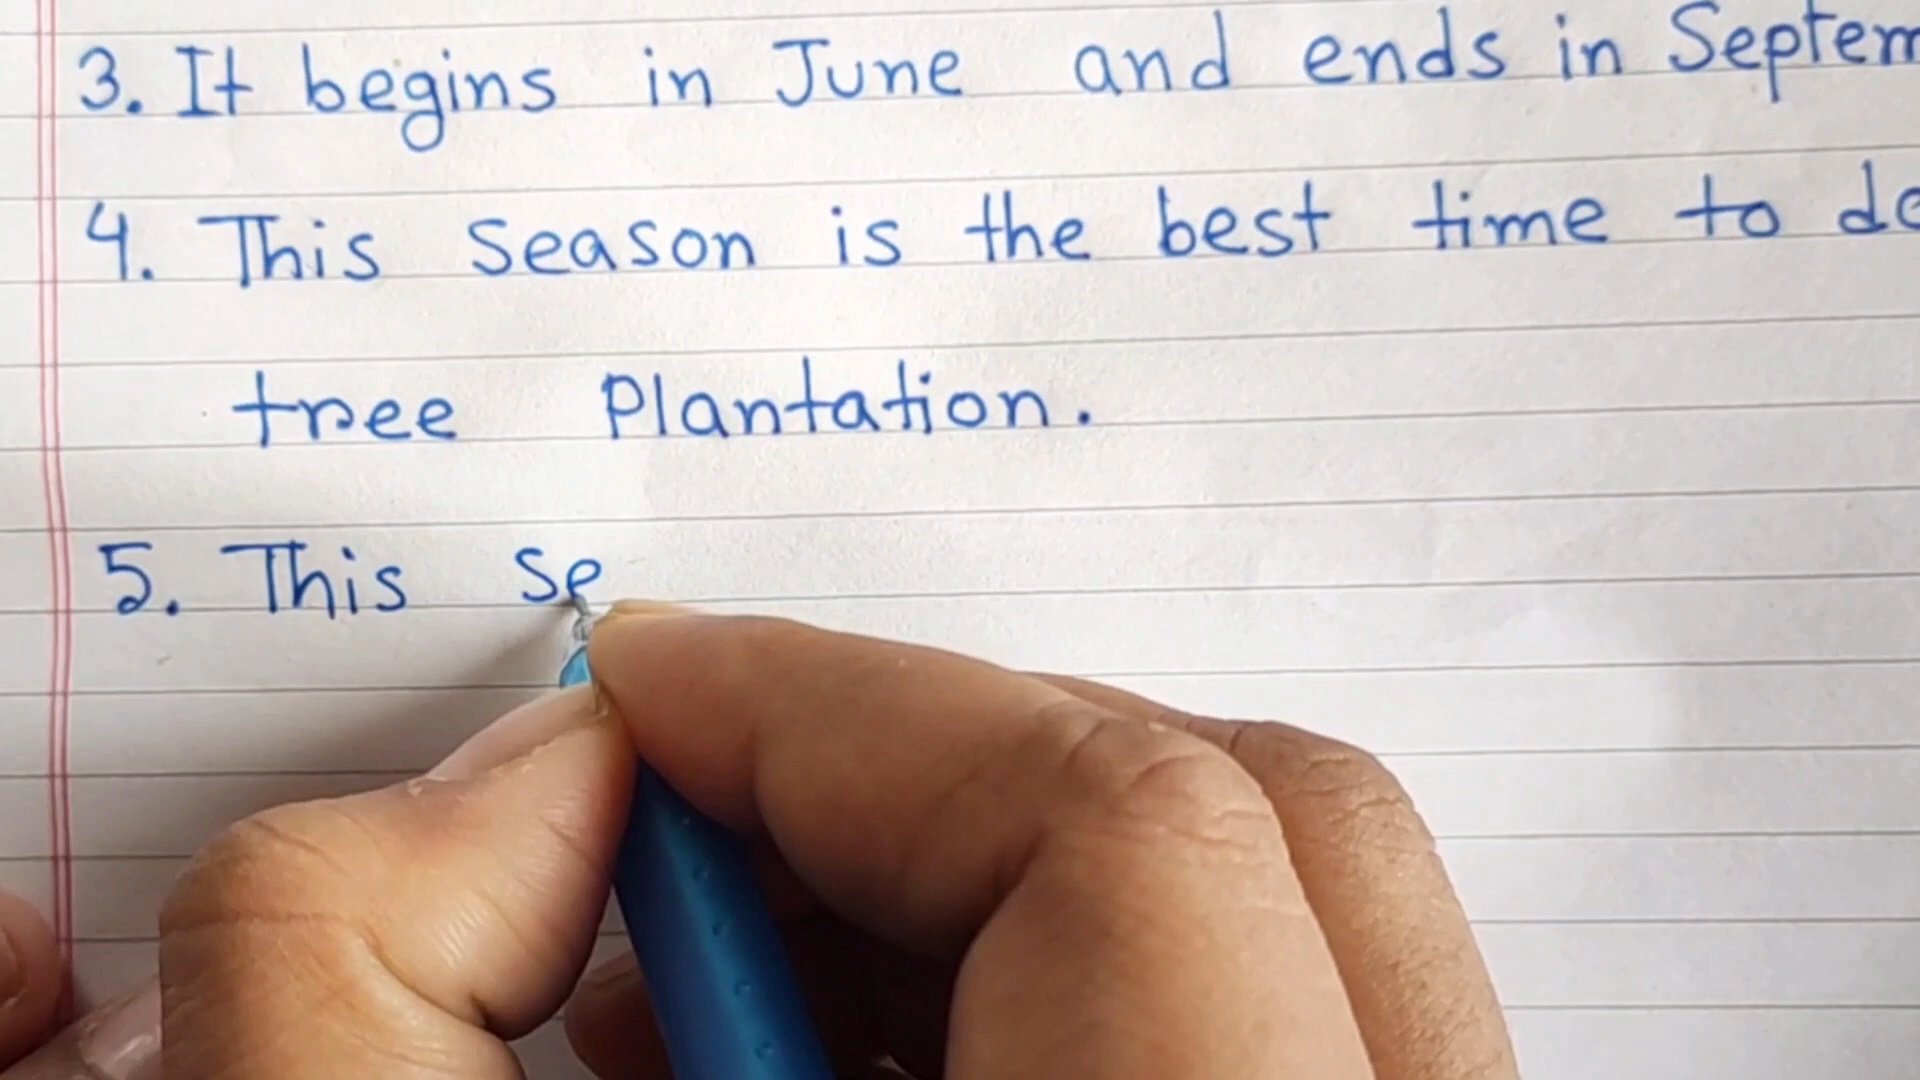 3. It begins in June and ends in Septem
4. This season is the best time to do
tree Plantation.
5. This Se